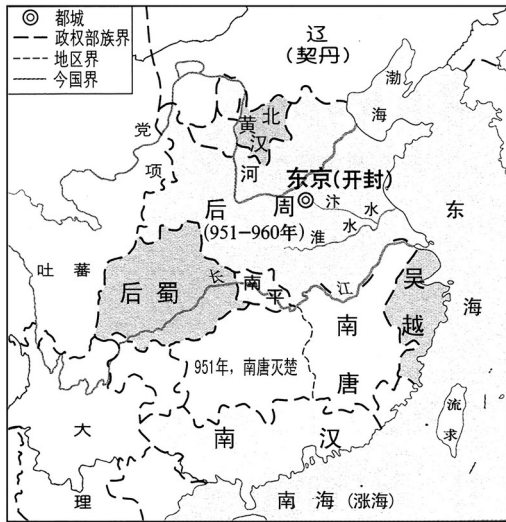 都城
政权部族界
地区界
今国界
辽
(契丹)
渤
海
北
汉
黄
河
党
项
东京(开封)
后周
(951—960年)
汴水
淮水
东
海
吐蕃
后蜀
长江
南平
吴
越
南
唐
951年，南唐灭楚
流
求
大
理
南汉
南海(涨海)